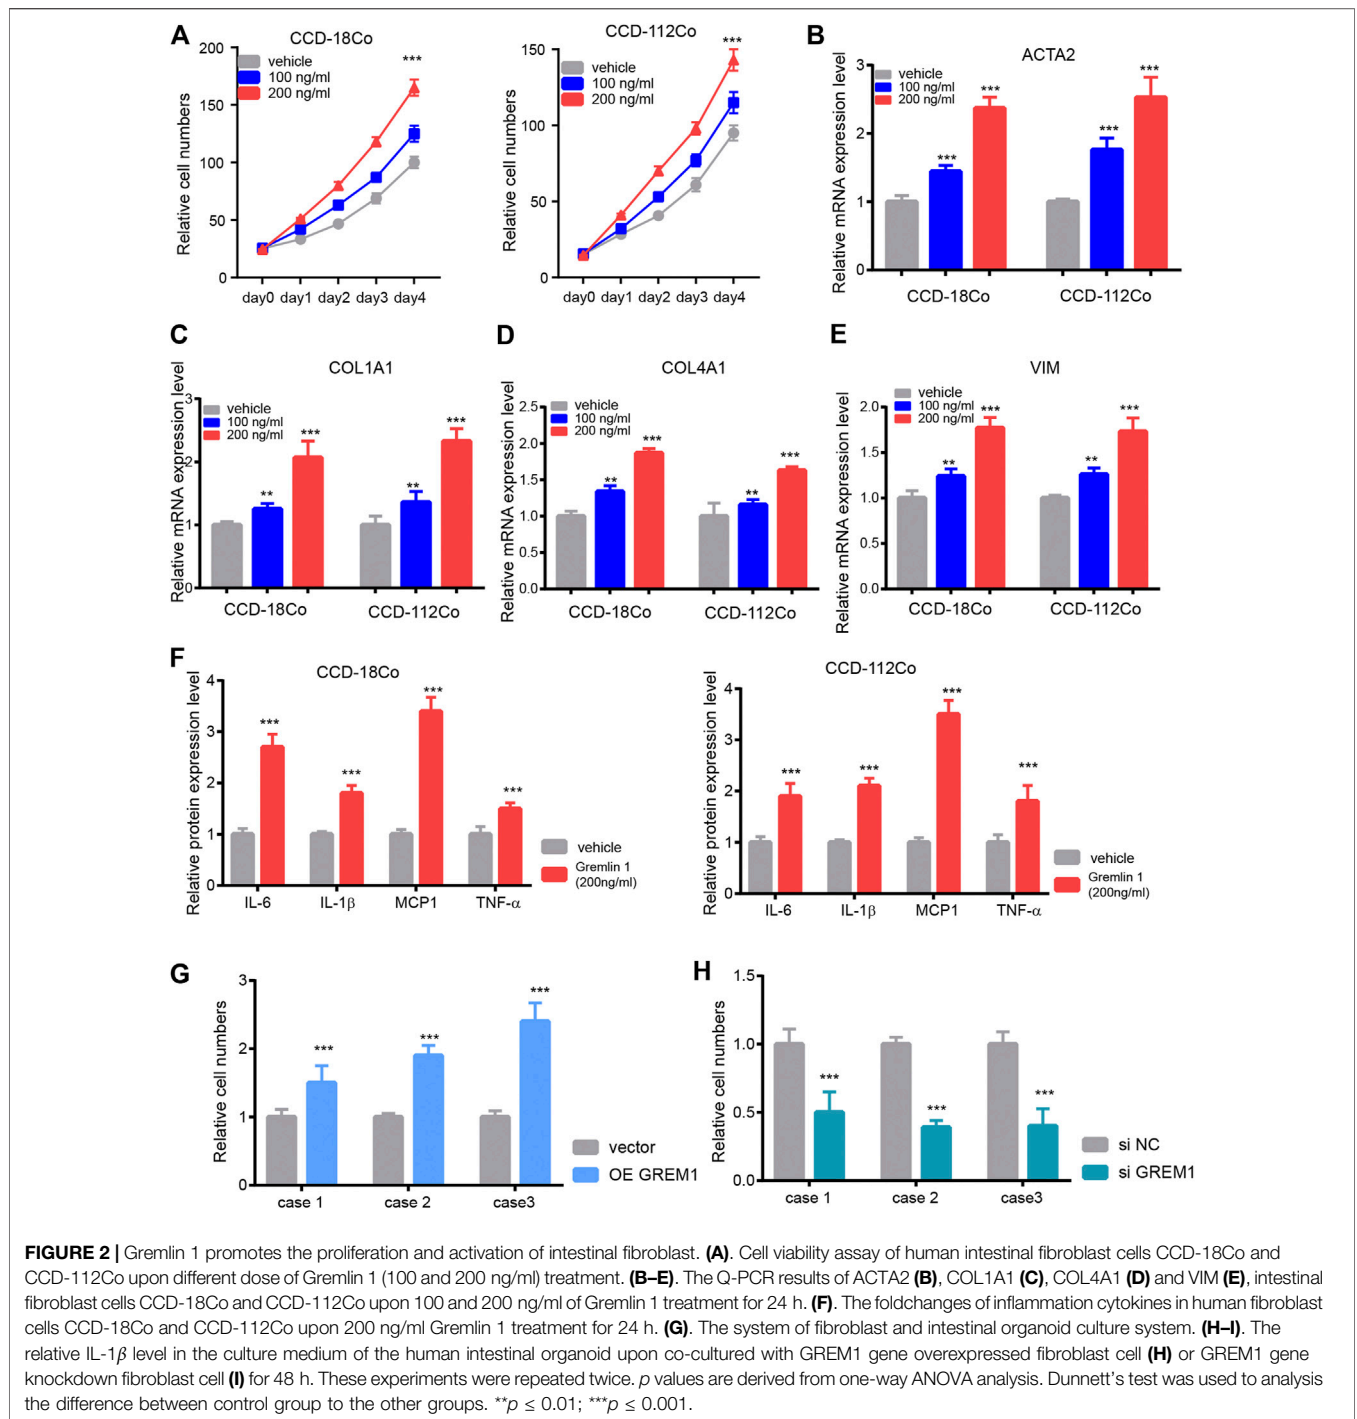 A
CCD-18Co
vehicle
100 ng/ml
200 ng/ml
***
Relative cell numbers
200
150
100
50
0
day0 day1 day2 day3 day4
CCD-112Co
vehicle
100 ng/ml
200 ng/ml
***
Relative cell numbers
150
100
50
0
day0 day1 day2 day3 day4
B
ACTA2
vehicle
100 ng/ml
200 ng/ml
Relative mRNA expression level
3
2
1
0
*** *** *** ***
CCD-18Co CCD-112Co
C
COL1A1
vehicle
100 ng/ml
200 ng/ml
Relative mRNA expression level
3
2
1
0
** *** ** ***
CCD-18Co CCD-112Co
D
COL4A1
vehicle
100 ng/ml
200 ng/ml
Relative mRNA expression level
2.5
2.0
1.5
1.0
0.5
0.0
** *** ** ***
CCD-18Co CCD-112Co
E
VIM
vehicle
100 ng/ml
200 ng/ml
Relative mRNA expression level
2.0
1.5
1.0
0.5
0.0
** *** ** ***
CCD-18Co CCD-112Co
F
CCD-18Co
Relative protein expression level
4
3
2
1
0
*** *** *** ***
IL-6 IL-1β MCP1 TNF-α
vehicle
Gremlin 1
(200ng/ml)
CCD-112Co
Relative protein expression level
4
3
2
1
0
*** *** *** ***
IL-6 IL-1β MCP1 TNF-α
vehicle
Gremlin 1
(200ng/ml)
G
Relative cell numbers
3
2
1
0
*** *** ***
case 1 case 2 case3
vector
OE GREM1
H
Relative cell numbers
1.5
1.0
0.5
0.0
*** *** ***
case 1 case 2 case3
si NC
si GREM1
FIGURE 2 | Gremlin 1 promotes the proliferation and activation of intestinal fibroblast. (A). Cell viability assay of human intestinal fibroblast cells CCD-18Co and
CCD-112Co upon different dose of Gremlin 1 (100 and 200 ng/ml) treatment. (B–E). The Q-PCR results of ACTA2 (B), COL1A1 (C), COL4A1 (D) and VIM (E), intestinal
fibroblast cells CCD-18Co and CCD-112Co upon 100 and 200 ng/ml of Gremlin 1 treatment for 24 h. (F). The foldchanges of inflammation cytokines in human fibroblast
cells CCD-18Co and CCD-112Co upon 200 ng/ml Gremlin 1 treatment for 24 h. (G). The system of fibroblast and intestinal organoid culture system. (H–I). The
relative IL-1β level in the culture medium of the human intestinal organoid upon co-cultured with GREM1 gene overexpressed fibroblast cell (H) or GREM1 gene
knockdown fibroblast cell (I) for 48 h. These experiments were repeated twice. p values are derived from one-way ANOVA analysis. Dunnett's test was used to analysis
the difference between control group to the other groups. **p ≤ 0.01; ***p ≤ 0.001.